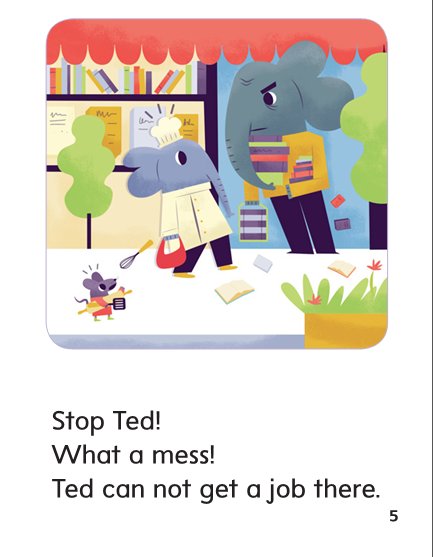 Stop Ted!
What a mess!
Ted can not get a job there.
5